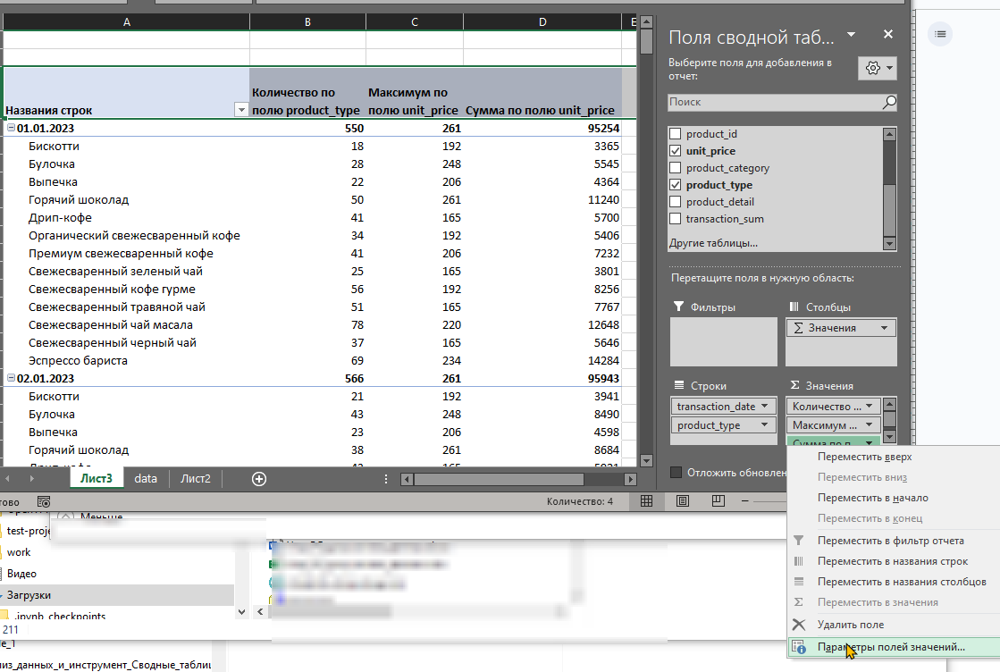 A B C D E
Названия строк
Количество по
полю product_type
Максимум по
полю unit_price
Сумма по полю unit_price
01.01.2023 550 261 95254
Бискотти 18 192 3365
Булочка 28 248 5545
Выпечка 22 206 4364
Горячий шоколад 50 261 11240
Дрип-кофе 41 165 5700
Органический свежесваренный кофе 34 192 5406
Премиум свежесваренный кофе 41 206 7232
Свежесваренный зеленый чай 25 165 3801
Свежесваренный кофе гурме 56 192 8256
Свежесваренный травяной чай 51 165 7767
Свежесваренный чай масала 78 220 12648
Свежесваренный черный чай 37 165 5646
Эспрессо бариста 69 234 14284
02.01.2023 566 261 95943
Бискотти 21 192 3941
Булочка 43 248 8490
Выпечка 23 206 4598
Горячий шоколад 38 261 8684
Лист3 data Лист2
ово
Количество: 4
Поля сводной таб...
Выберите поля для добавления в
отчет:
Поиск
product_id
unit_price
product_category
product_type
product_detail
transaction_sum
Другие таблицы...
Перетащите поля в нужную область:
Фильтры
Столбцы
Σ Значения
Строки
transaction_date
product_type
Σ Значения
Количество ...
Максимум ...
Сумма по п...
Отложить обновлен
Переместить вверх
Переместить вниз
Переместить в начало
Переместить в конец
Переместить в фильтр отчета
Переместить в названия строк
Переместить в названия столбцов
Σ Переместить в значения
Удалить поле
Параметры полей значений...
Меньше
test-proje
work
Видео
Загрузки
.ipynb_checkpoints
211
le_1
из_данных_и_инструмент_Сводные_таблиц